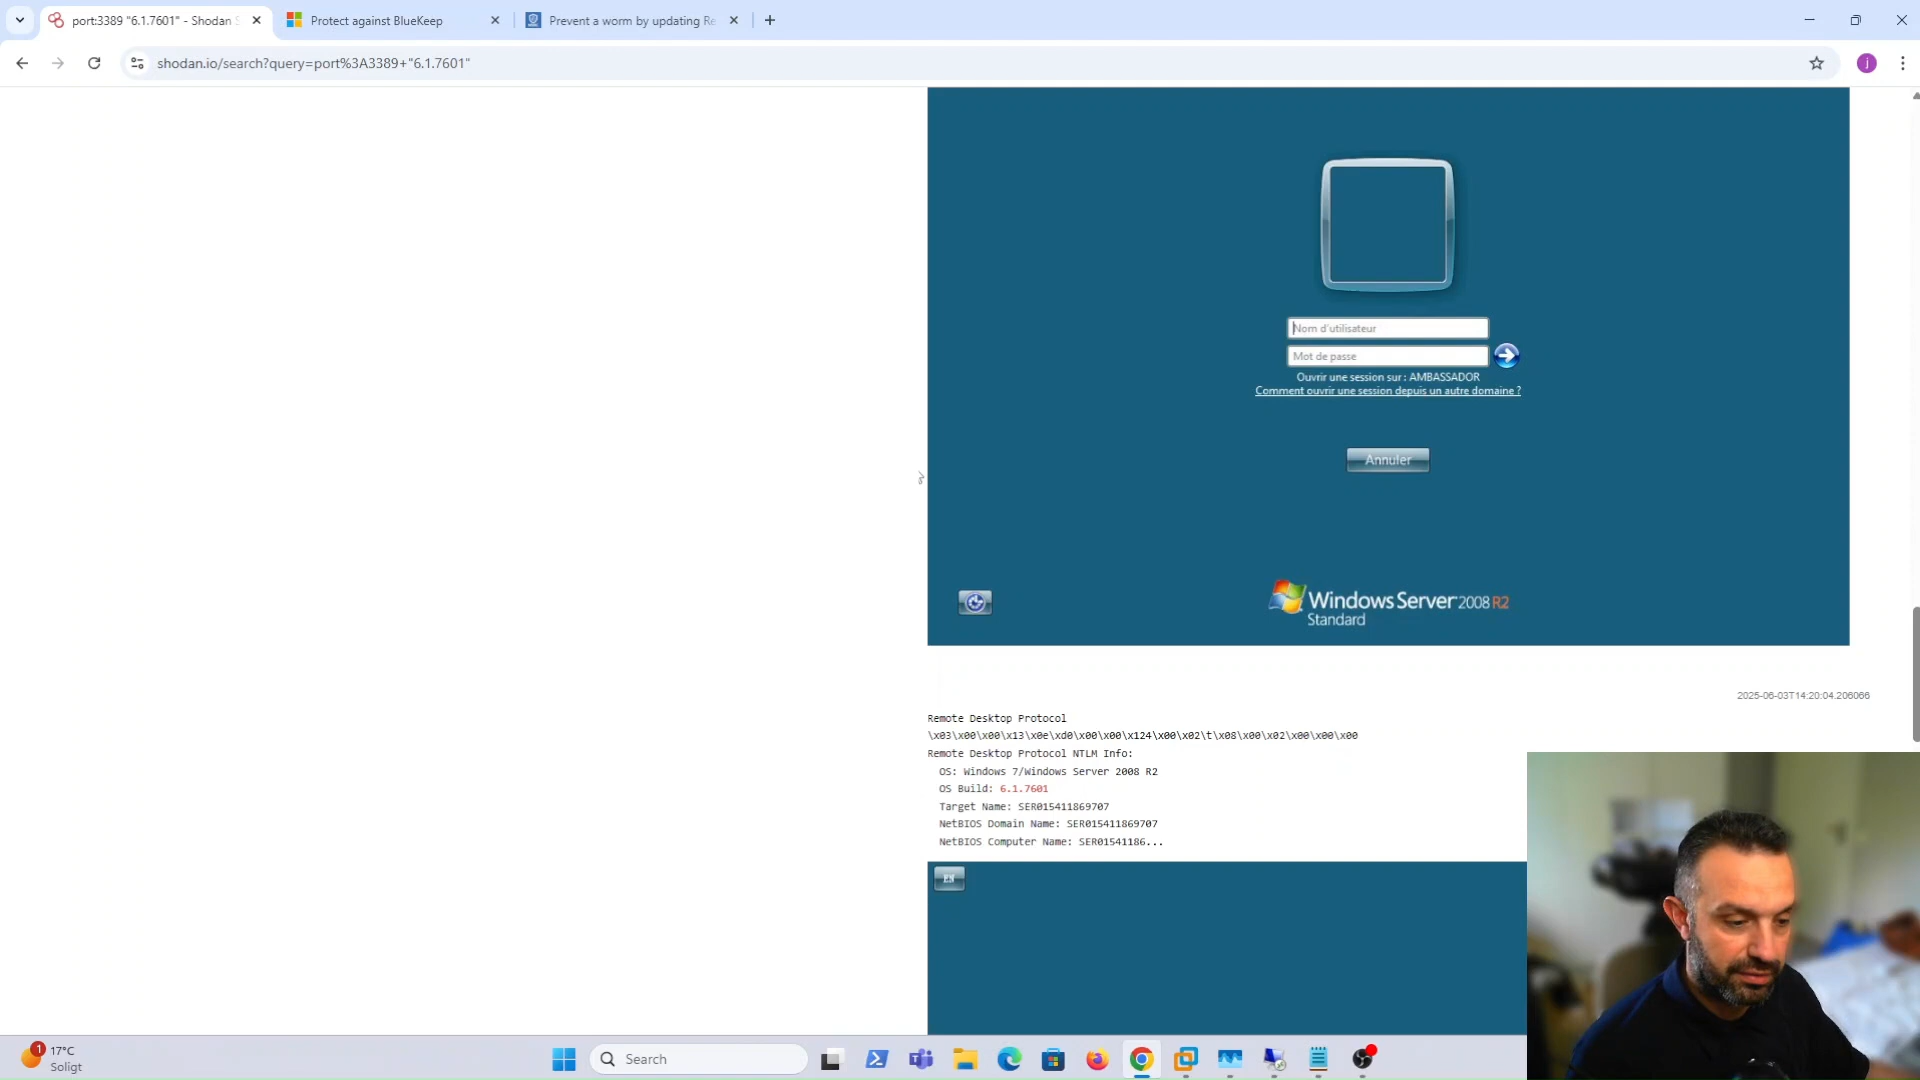 port:3389 "6.1.7601" - Shodan S
Protect against BlueKeep
Prevent a worm by updating Re
shodan.io/search?query=port%3A3389+"6.1.7601"
j
Nom d'utilisateur
Mot de passe
Ouvrir une session sur : AMBASSADOR
Comment ouvrir une session depuis un autre domaine ?
Annuler
Windows Server 2008 R2
Standard
2025-06-03T14:20:04.206066
Remote Desktop Protocol
\x03\x00\x00\x13\x0e\xd0\x00\x00\x124\x00\x02\t\x08\x00\x02\x00\x00\x00
Remote Desktop Protocol NTLM Info:
OS: Windows 7/Windows Server 2008 R2
OS Build: 6.1.7601
Target Name: SER015411869707
NetBIOS Domain Name: SER015411869707
NetBIOS Computer Name: SER01541186...
EN
1
17°C
Soligt
Search